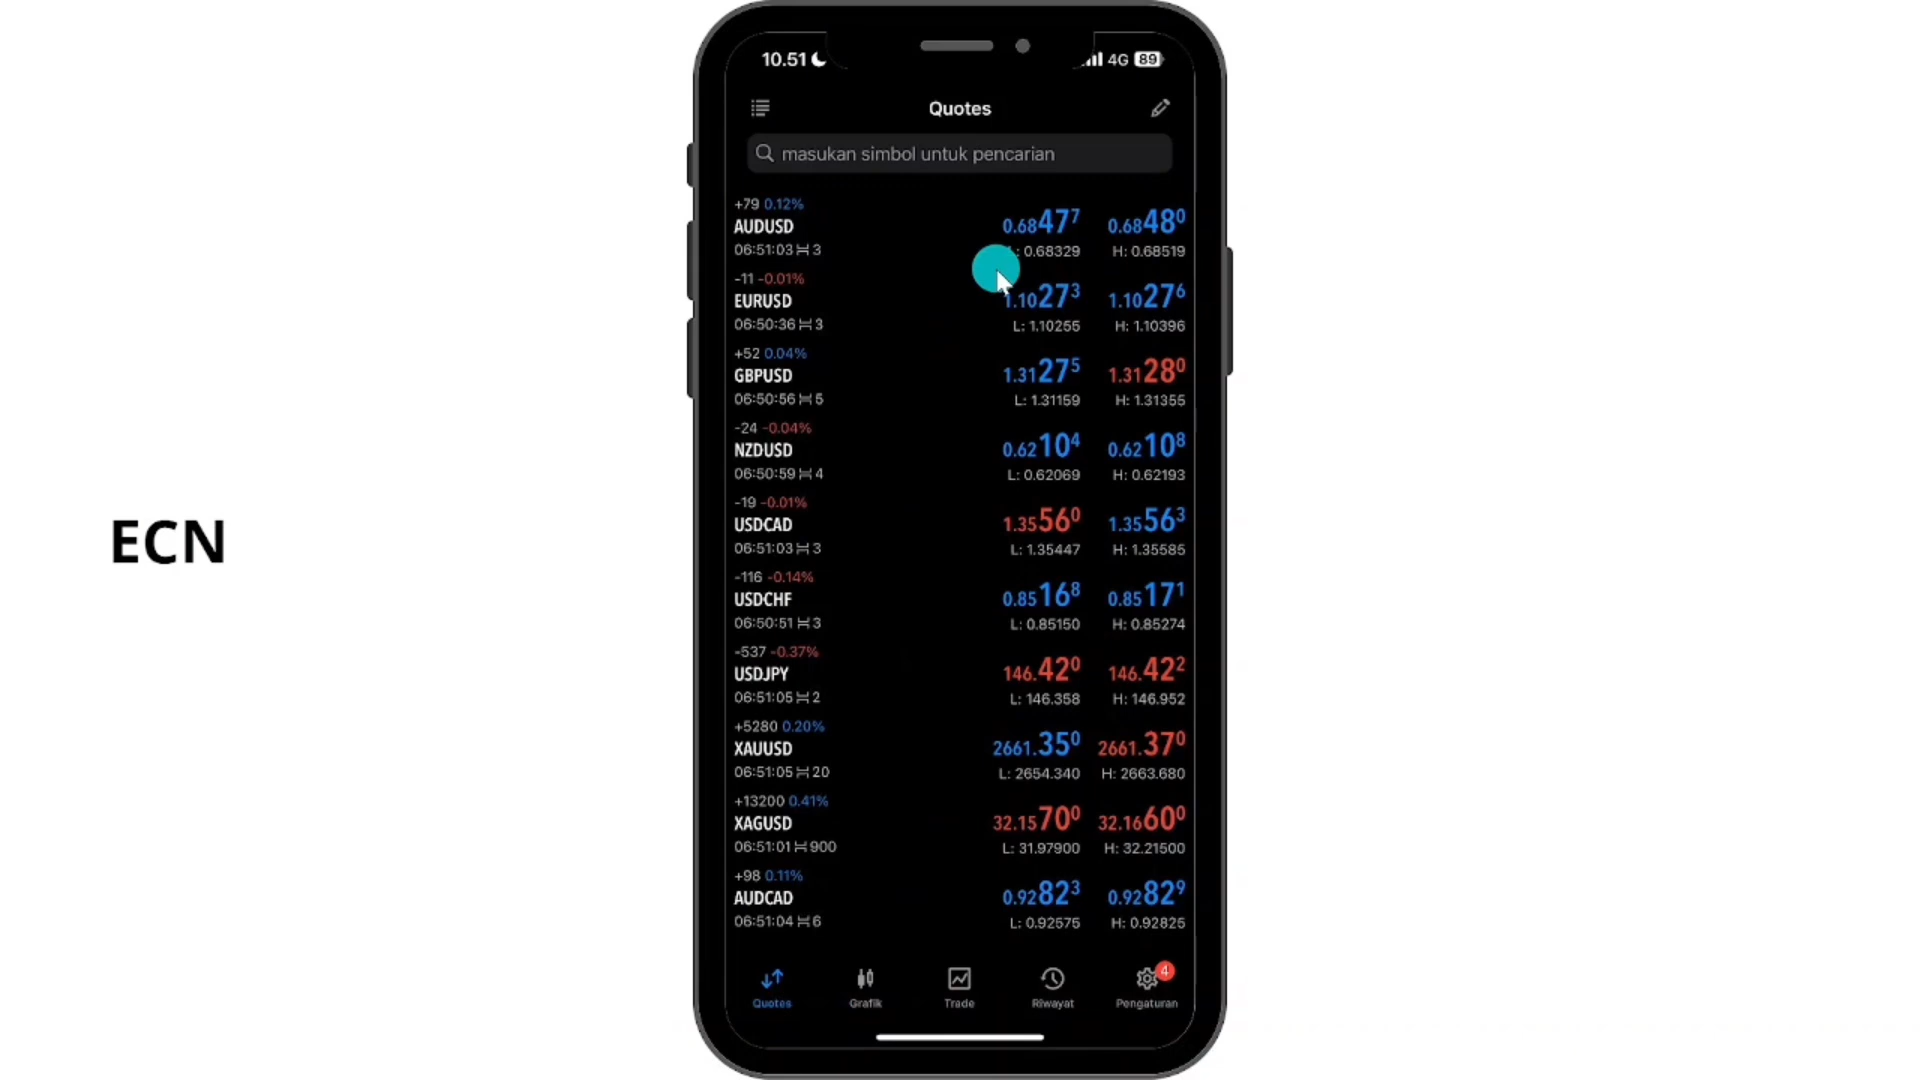 10.51
4G 89
Quotes
masukan simbol untuk pencarian
+79 0.12%
AUDUSD 0.68477 0.68480
06:51:03 3 L: 0.68329 H: 0.68519
-11 -0.01%
EURUSD 1.10273 1.10276
06:50:36 3 L: 1.10255 H: 1.10396
+52 0.04%
GBPUSD 1.31275 1.31280
06:50:56 5 L: 1.31159 H: 1.31355
-24 -0.04%
NZDUSD 0.62104 0.62108
06:50:59 4 L: 0.62069 H: 0.62193
-19 -0.01%
USDCAD 1.35560 1.35563
ECN
06:51:03 3 L: 1.35447 H: 1.35585
-116 -0.14%
USDCHF 0.85168 0.85171
06:50:51 3 L: 0.85150 H: 0.85274
-537 -0.37%
USDJPY 146.420 146.422
06:51:05 2 L: 146.358 H: 146.952
+5280 0.20%
XAUUSD 2661.350 2661.370
06:51:05 20 L: 2654.340 H: 2663.680
+13200 0.41%
XAGUSD 32.15700 32.16600
06:51:01 900 L: 31.97900 H: 32.21500
+98 0.11%
AUDCAD 0.92823 0.92829
06:51:04 6 L: 0.92575 H: 0.92825
4
Quotes Grafik Trade Riwayat Pengaturan